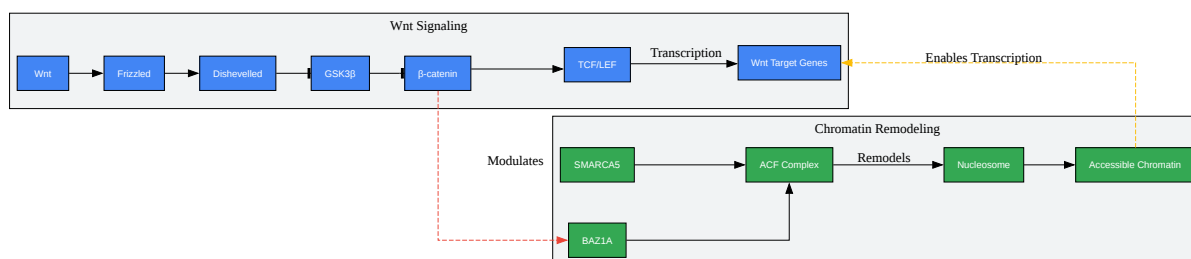 Wnt Signaling
Wnt
Frizzled
Dishevelled
GSK3β
β-catenin
TCF/LEF
Transcription
Wnt Target Genes
Enables Transcription
Modulates
Chromatin Remodeling
SMARCA5
ACF Complex
Remodels
Nucleosome
Accessible Chromatin
BAZ1A